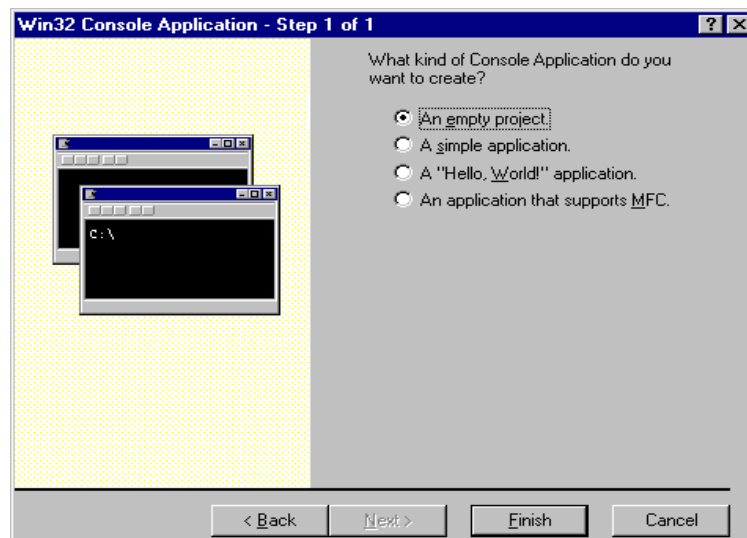 Win32 Console Application - Step 1 of 1
What kind of Console Application do you
want to create?
An empty project.
A simple application.
A "Hello, World!" application.
An application that supports MFC.
C:\
< Back
Next >
Finish
Cancel